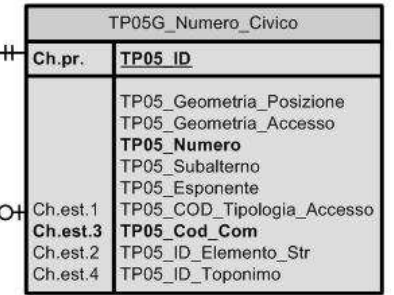 TP05G_Numero_Civico
Ch.pr. TP05_ID
TP05_Geometria_Posizione
TP05_Geometria_Accesso
TP05_Numero
TP05_Subalterno
TP05_Esponente
Ch.est.1 TP05_COD_Tipologia_Accesso
Ch.est.3 TP05_Cod_Com
Ch.est.2 TP05_ID_Elemento_Str
Ch.est.4 TP05_ID_Toponimo